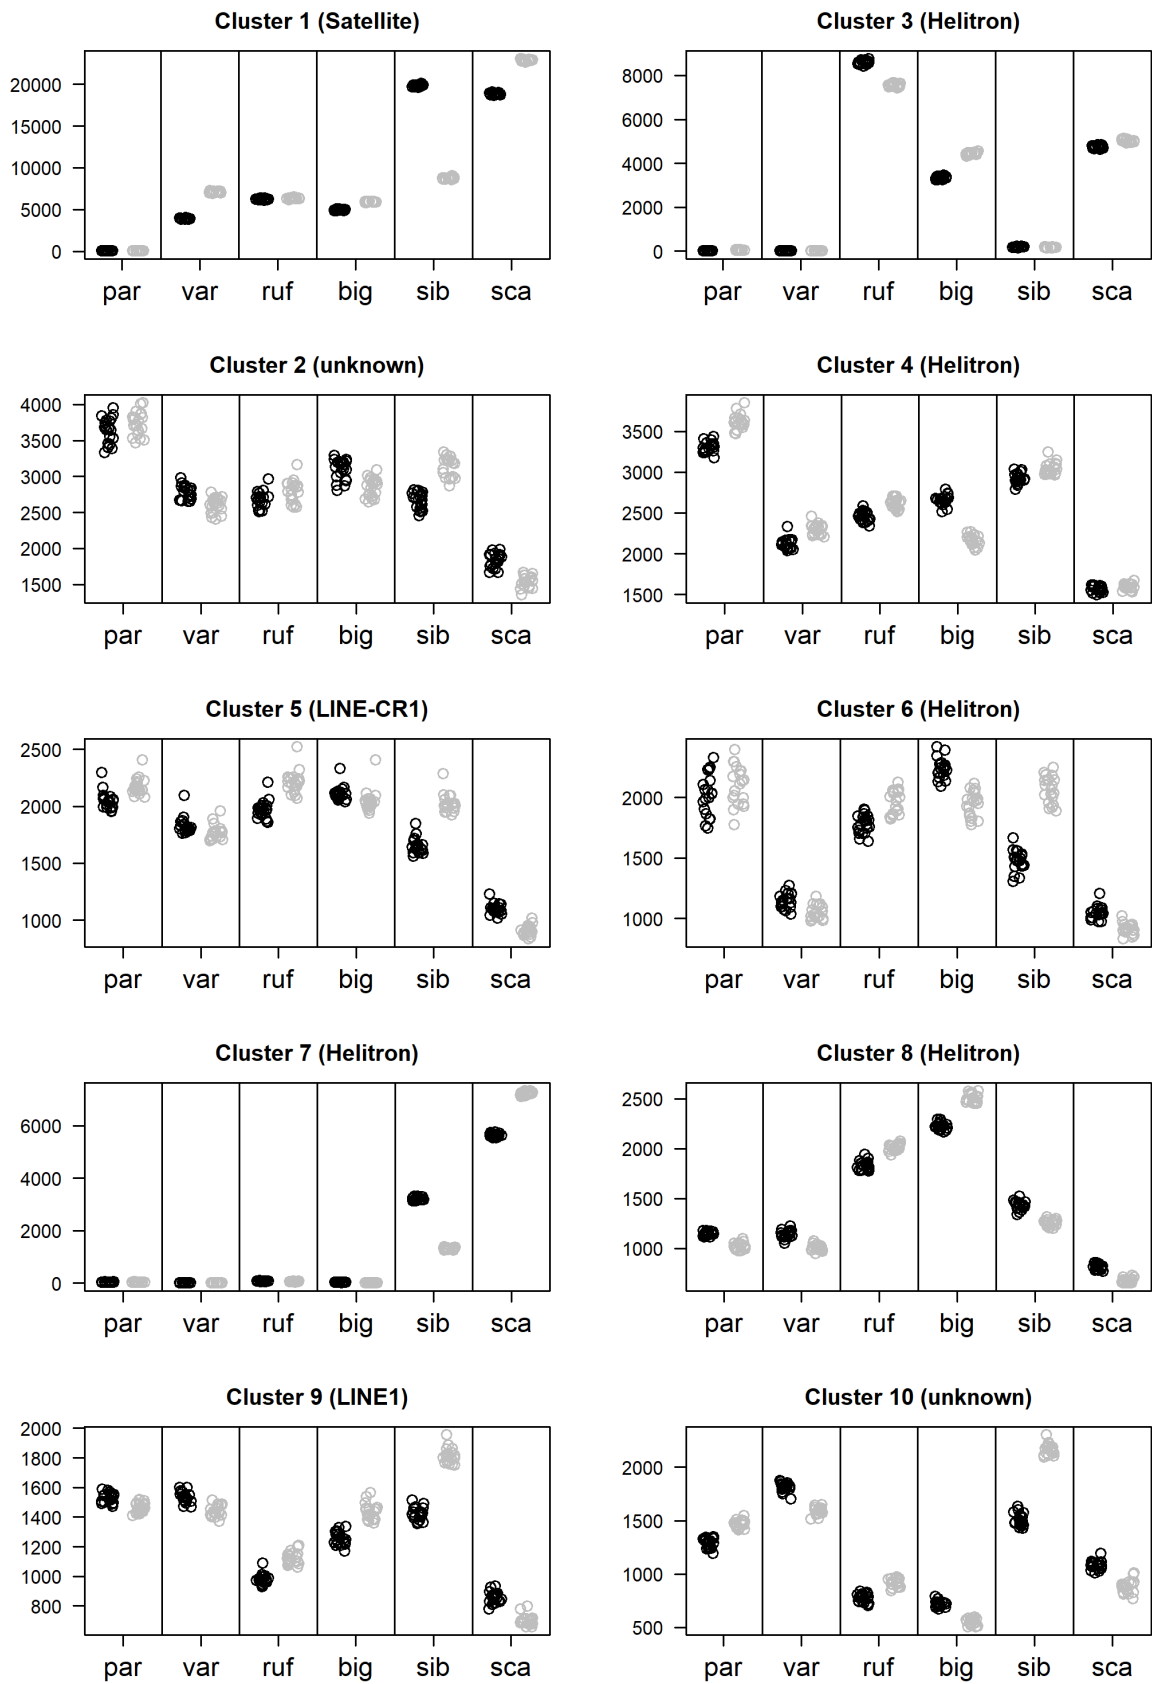 Cluster 1 (Satellite)
20000
15000
10000
5000
0
par var ruf big sib sca
Cluster 3 (Helitron)
8000
6000
4000
2000
0
par var ruf big sib sca
Cluster 2 (unknown)
4000
3500
3000
2500
2000
1500
par var ruf big sib sca
Cluster 4 (Helitron)
3500
3000
2500
2000
1500
par var ruf big sib sca
Cluster 5 (LINE-CR1)
2500
2000
1500
1000
par var ruf big sib sca
Cluster 6 (Helitron)
2000
1500
1000
par var ruf big sib sca
Cluster 7 (Helitron)
6000
4000
2000
0
par var ruf big sib sca
Cluster 8 (Helitron)
2500
2000
1500
1000
par var ruf big sib sca
Cluster 9 (LINE1)
2000
1800
1600
1400
1200
1000
800
par var ruf big sib sca
Cluster 10 (unknown)
2000
1500
1000
500
par var ruf big sib sca